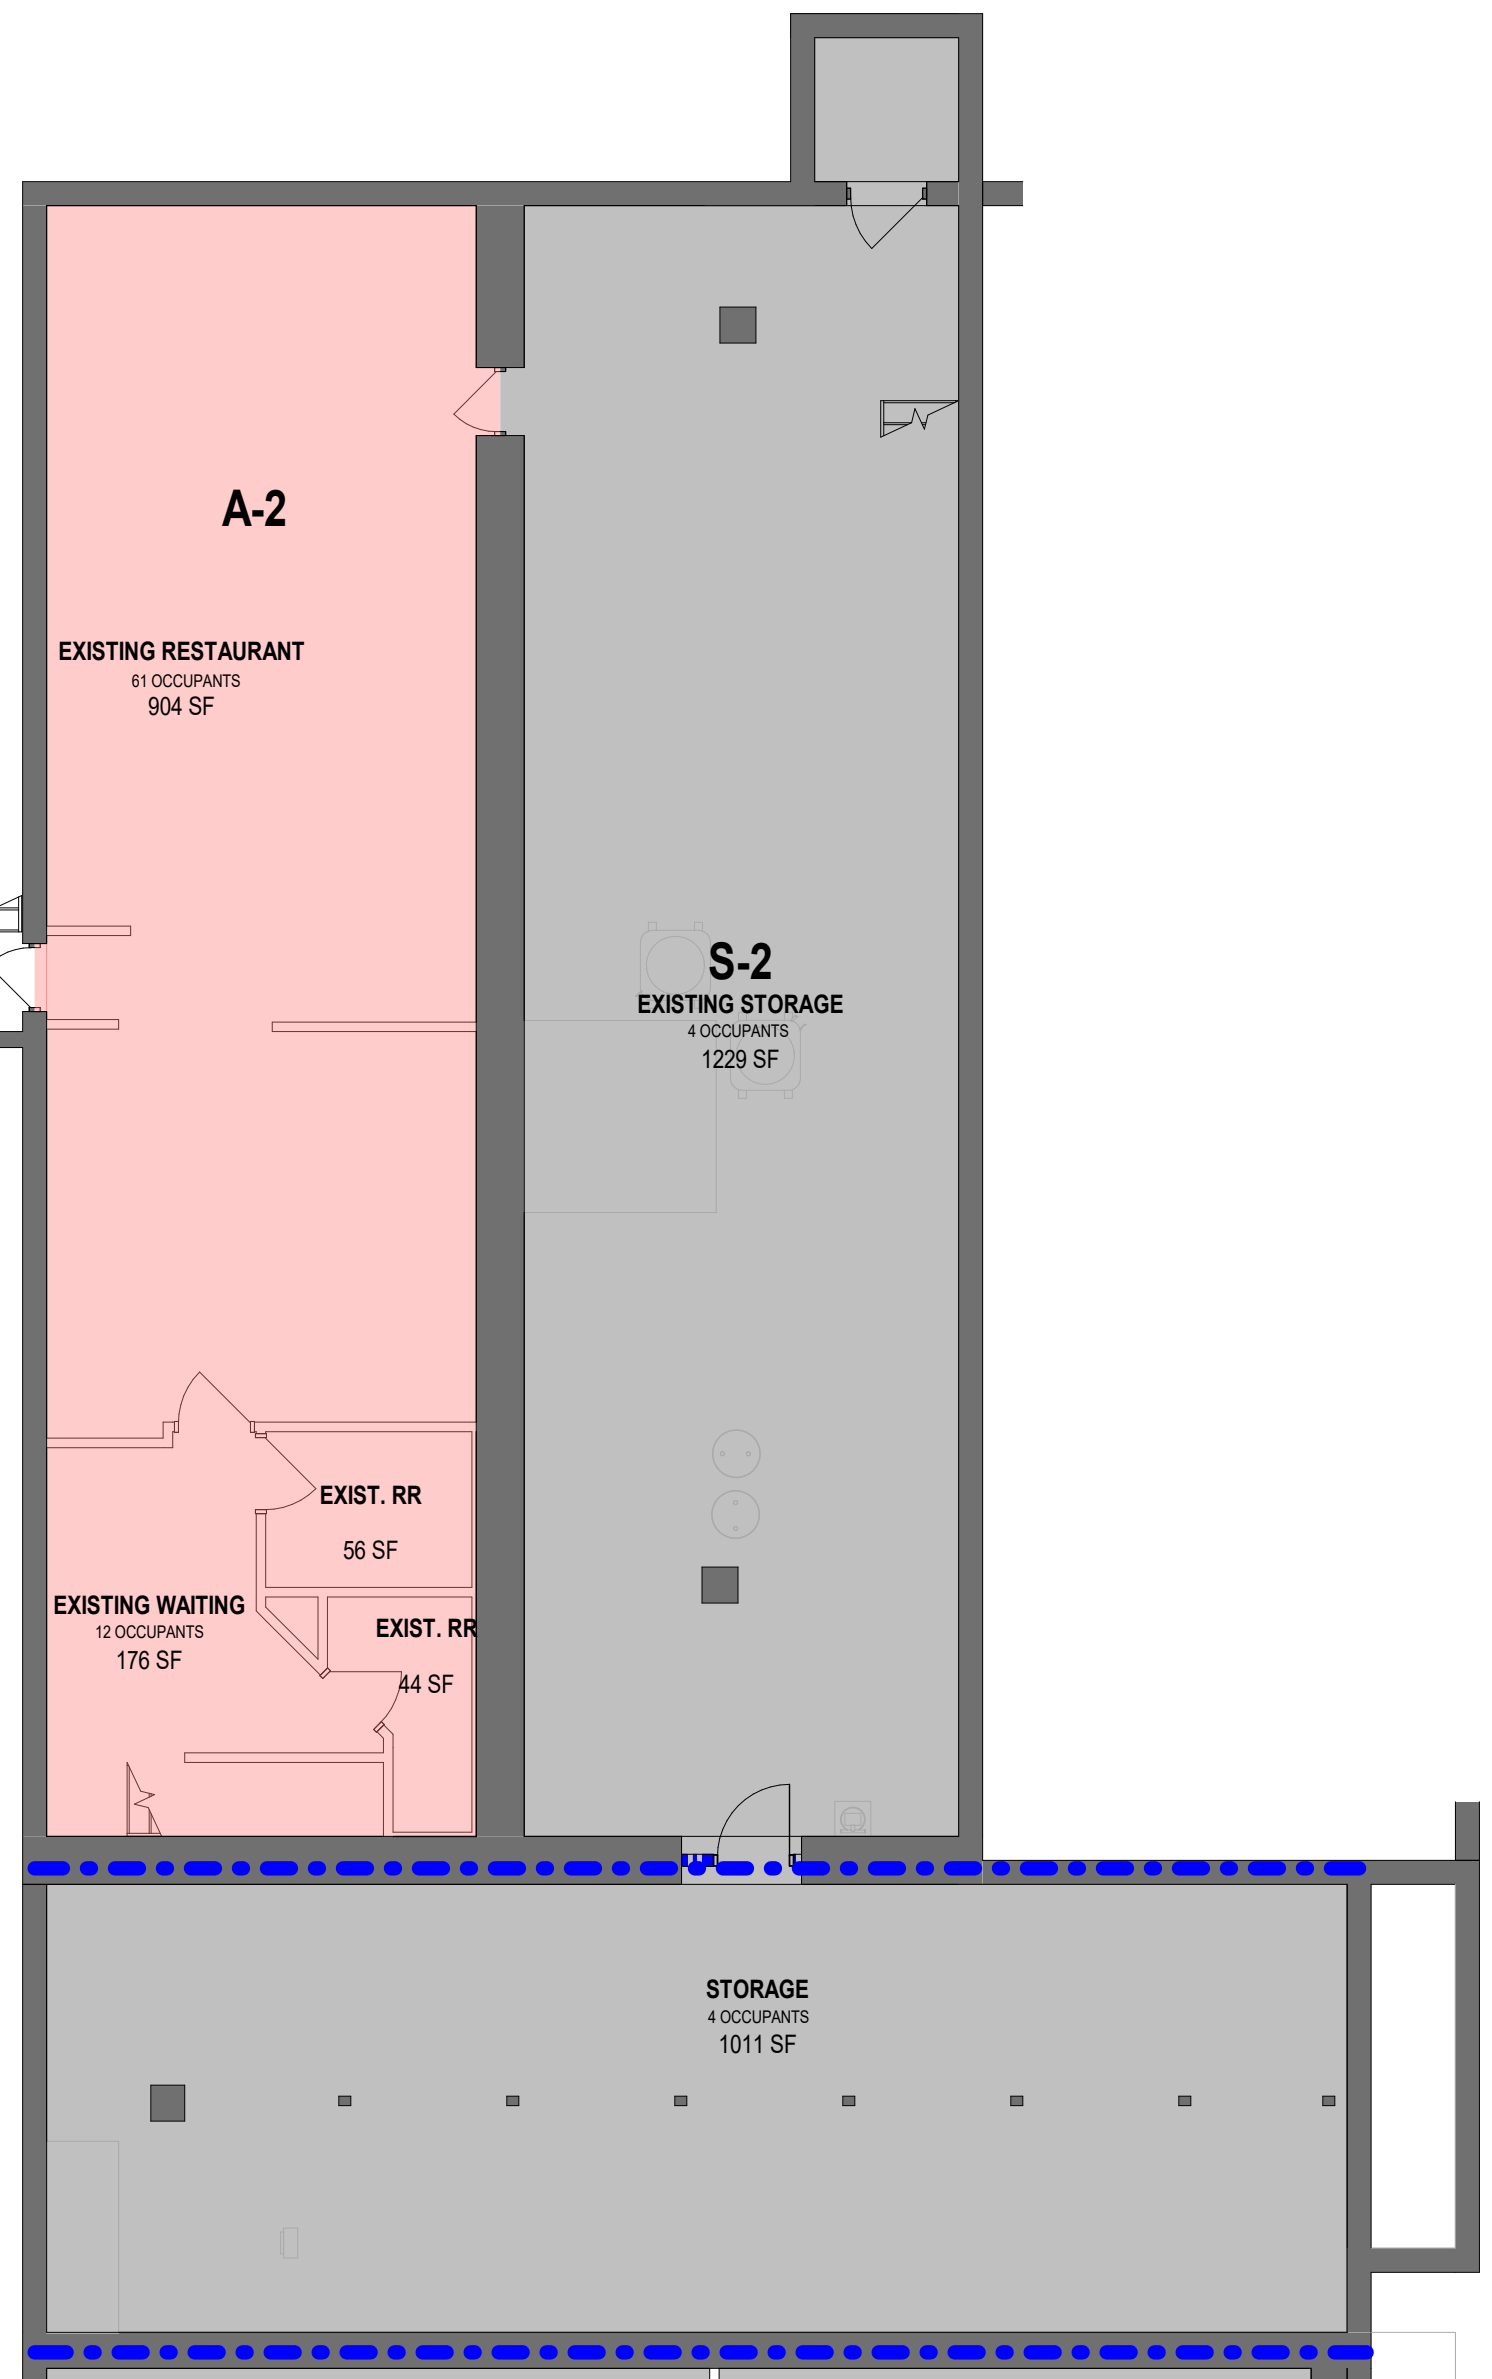 A-2
EXISTING RESTAURANT
61 OCCUPANTS
904 SF
S-2
EXISTING STORAGE
4 OCCUPANTS
1229 SF
EXIST. RR
56 SF
EXISTING WAITING
12 OCCUPANTS
176 SF
EXIST. RR
44 SF
STORAGE
4 OCCUPANTS
1011 SF